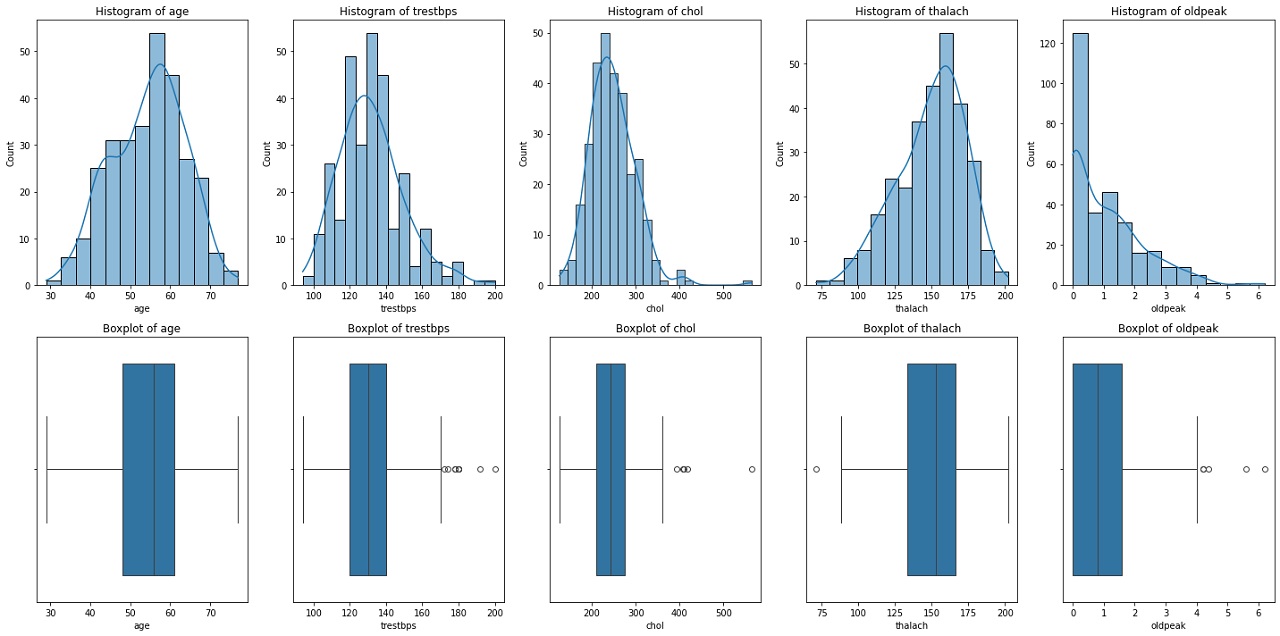 Histogram of age
Histogram of trestbps
Histogram of chol
Histogram of thalach
Histogram of oldpeak
Count
50
40
30
20
10
0
30 40 50 60 70
age
Count
50
40
30
20
10
0
100 120 140 160 180 200
trestbps
Count
50
40
30
20
10
0
200 300 400 500
chol
Count
50
40
30
20
10
0
75 100 125 150 175 200
thalach
Count
120
100
80
60
40
20
0
0 1 2 3 4 5 6
oldpeak
Boxplot of age
Boxplot of trestbps
Boxplot of chol
Boxplot of thalach
Boxplot of oldpeak
30 40 50 60 70
age
100 120 140 160 180 200
trestbps
200 300 400 500
chol
75 100 125 150 175 200
thalach
0 1 2 3 4 5 6
oldpeak